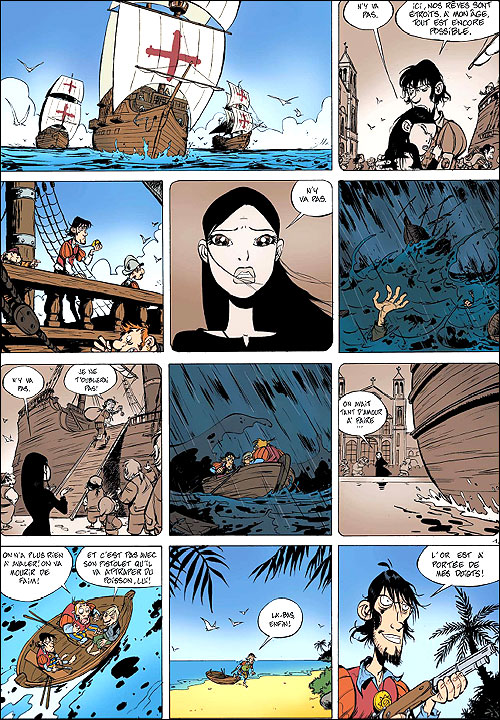 N'Y VA
PAS.
ICI, NOS RÊVES SONT
ÉTROITS. À MON ÂGE,
TOUT EST ENCORE
POSSIBLE.
N'Y
VA PAS.
N'Y VA
PAS.
JE NE
T'OUBLIERAI
PAS!
ON AVAIT
TANT D'AMOUR
À FAIRE
...
-1
ON N'A PLUS RIEN
À AVALER! ON VA
MOURIR DE
FAIM!
ET C'EST PAS AVEC
SON PISTOLET QU'IL
VA ATTRAPER DU
POISSON, LUI!
LÀ-BAS,
ENFIN!
L'OR EST À
PORTÉE DE
MES DOIGTS!